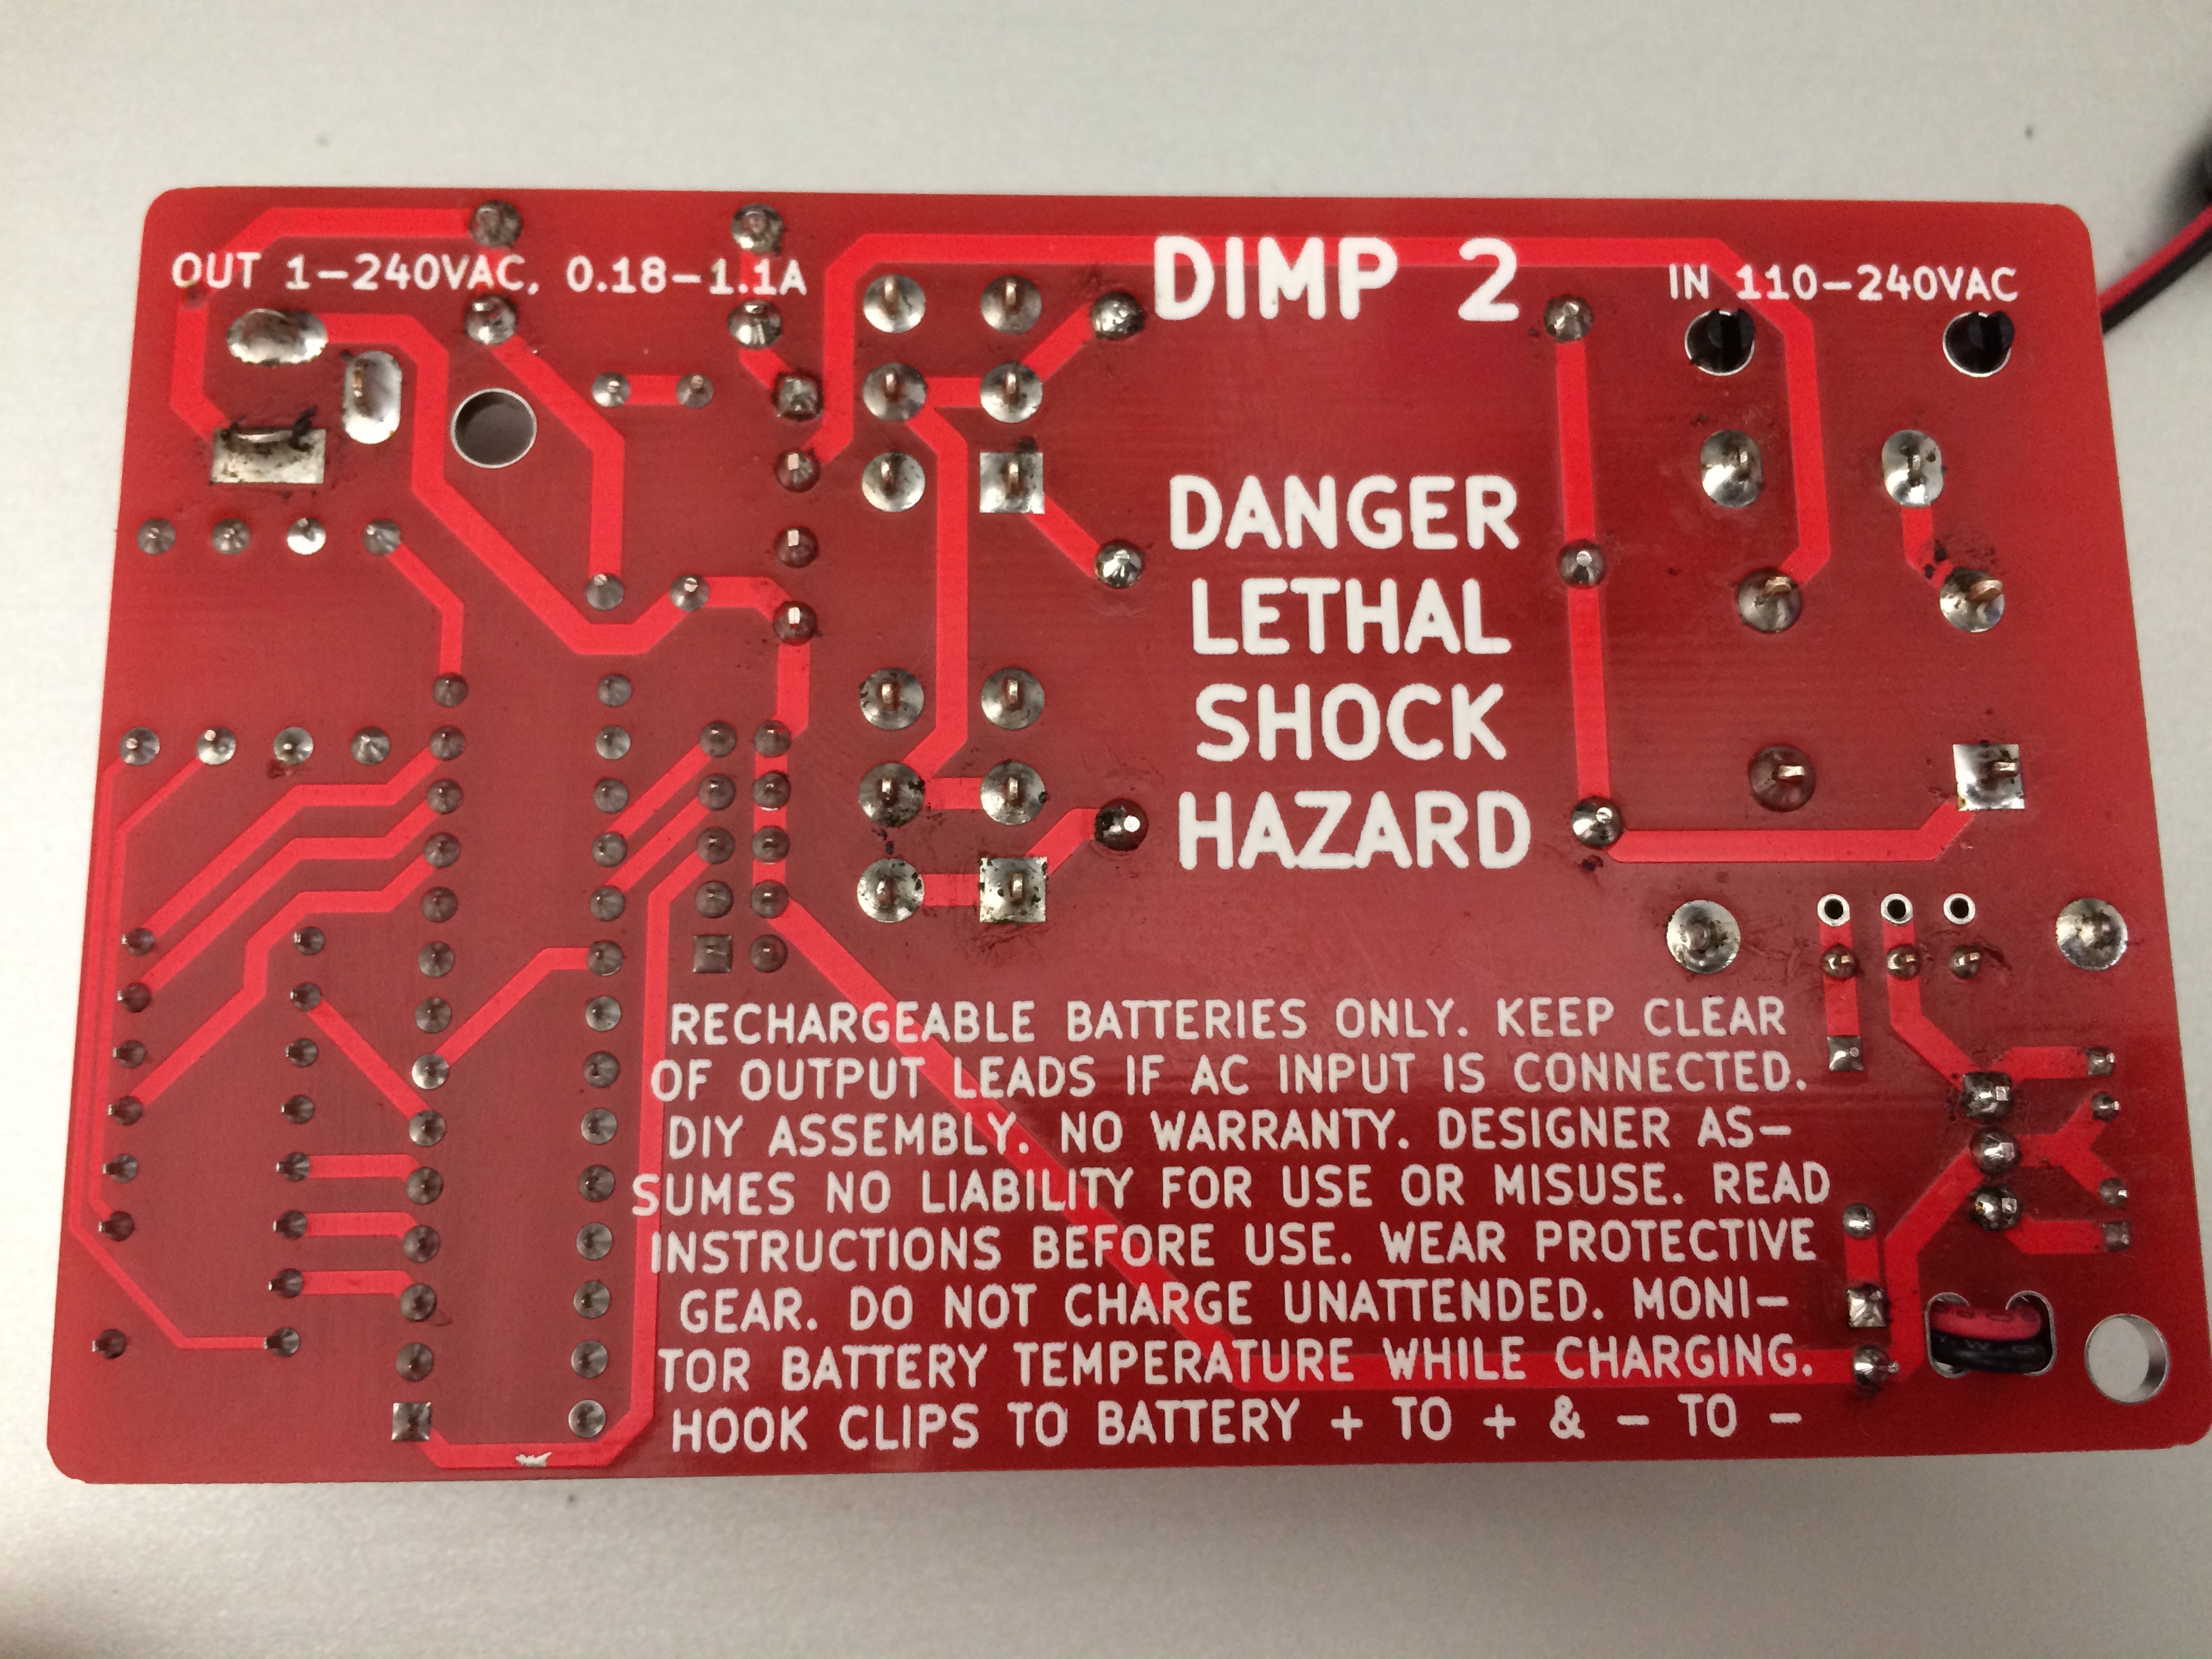 DIMP 2
OUT 1-240VAC, 0.18-1.1A
IN 110-240VAC
DANGER
LETHAL
SHOCK
HAZARD
RECHARGEABLE BATTERIES ONLY. KEEP CLEAR
OF OUTPUT LEADS IF AC INPUT IS CONNECTED.
DIY ASSEMBLY. NO WARRANTY. DESIGNER AS-
SUMES NO LIABILITY FOR USE OR MISUSE. READ
INSTRUCTIONS BEFORE USE. WEAR PROTECTIVE
GEAR. DO NOT CHARGE UNATTENDED. MONI-
TOR BATTERY TEMPERATURE WHILE CHARGING.
HOOK CLIPS TO BATTERY + TO + & - TO -